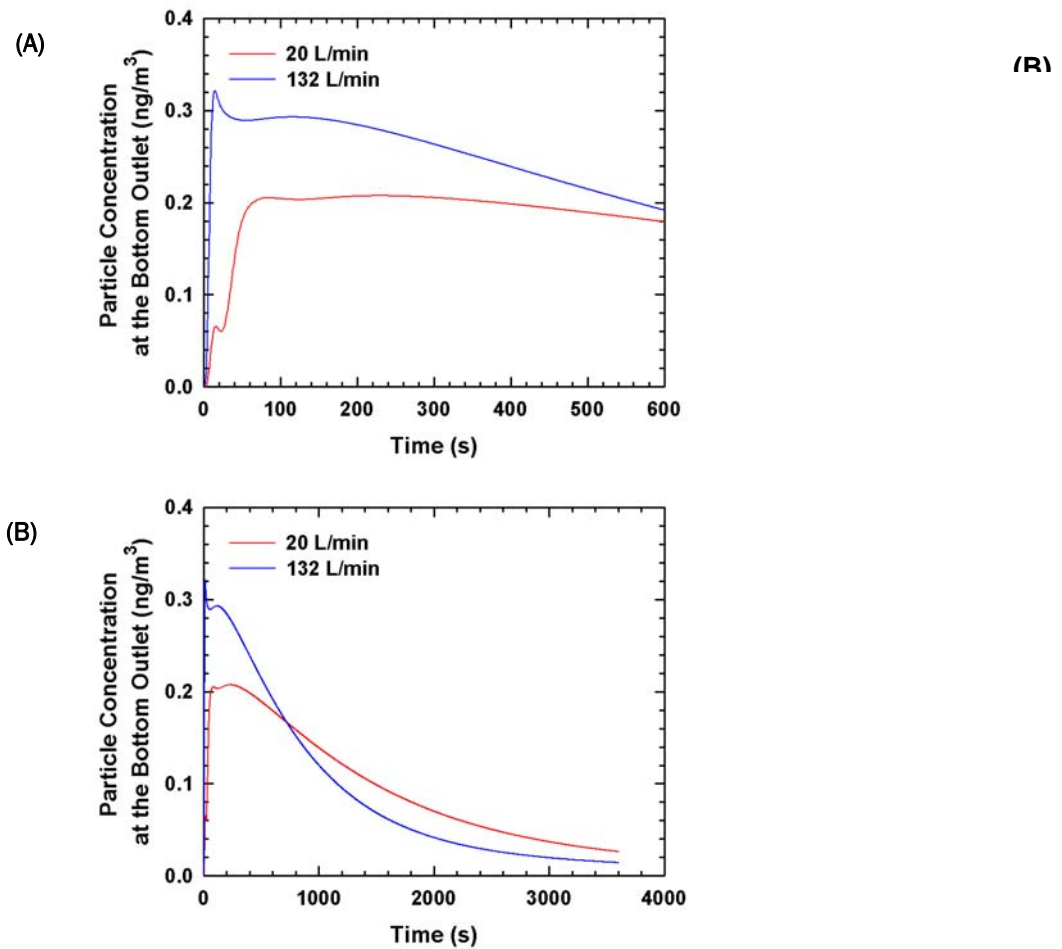 (A)
(B)
0.4
0.3
0.2
0.1
0.0
Particle Concentration
at the Bottom Outlet (ng/m³)
20 L/min
132 L/min
0 100 200 300 400 500 600
Time (s)
(B)
0.4
0.3
0.2
0.1
0.0
Particle Concentration
at the Bottom Outlet (ng/m³)
20 L/min
132 L/min
0 1000 2000 3000 4000
Time (s)